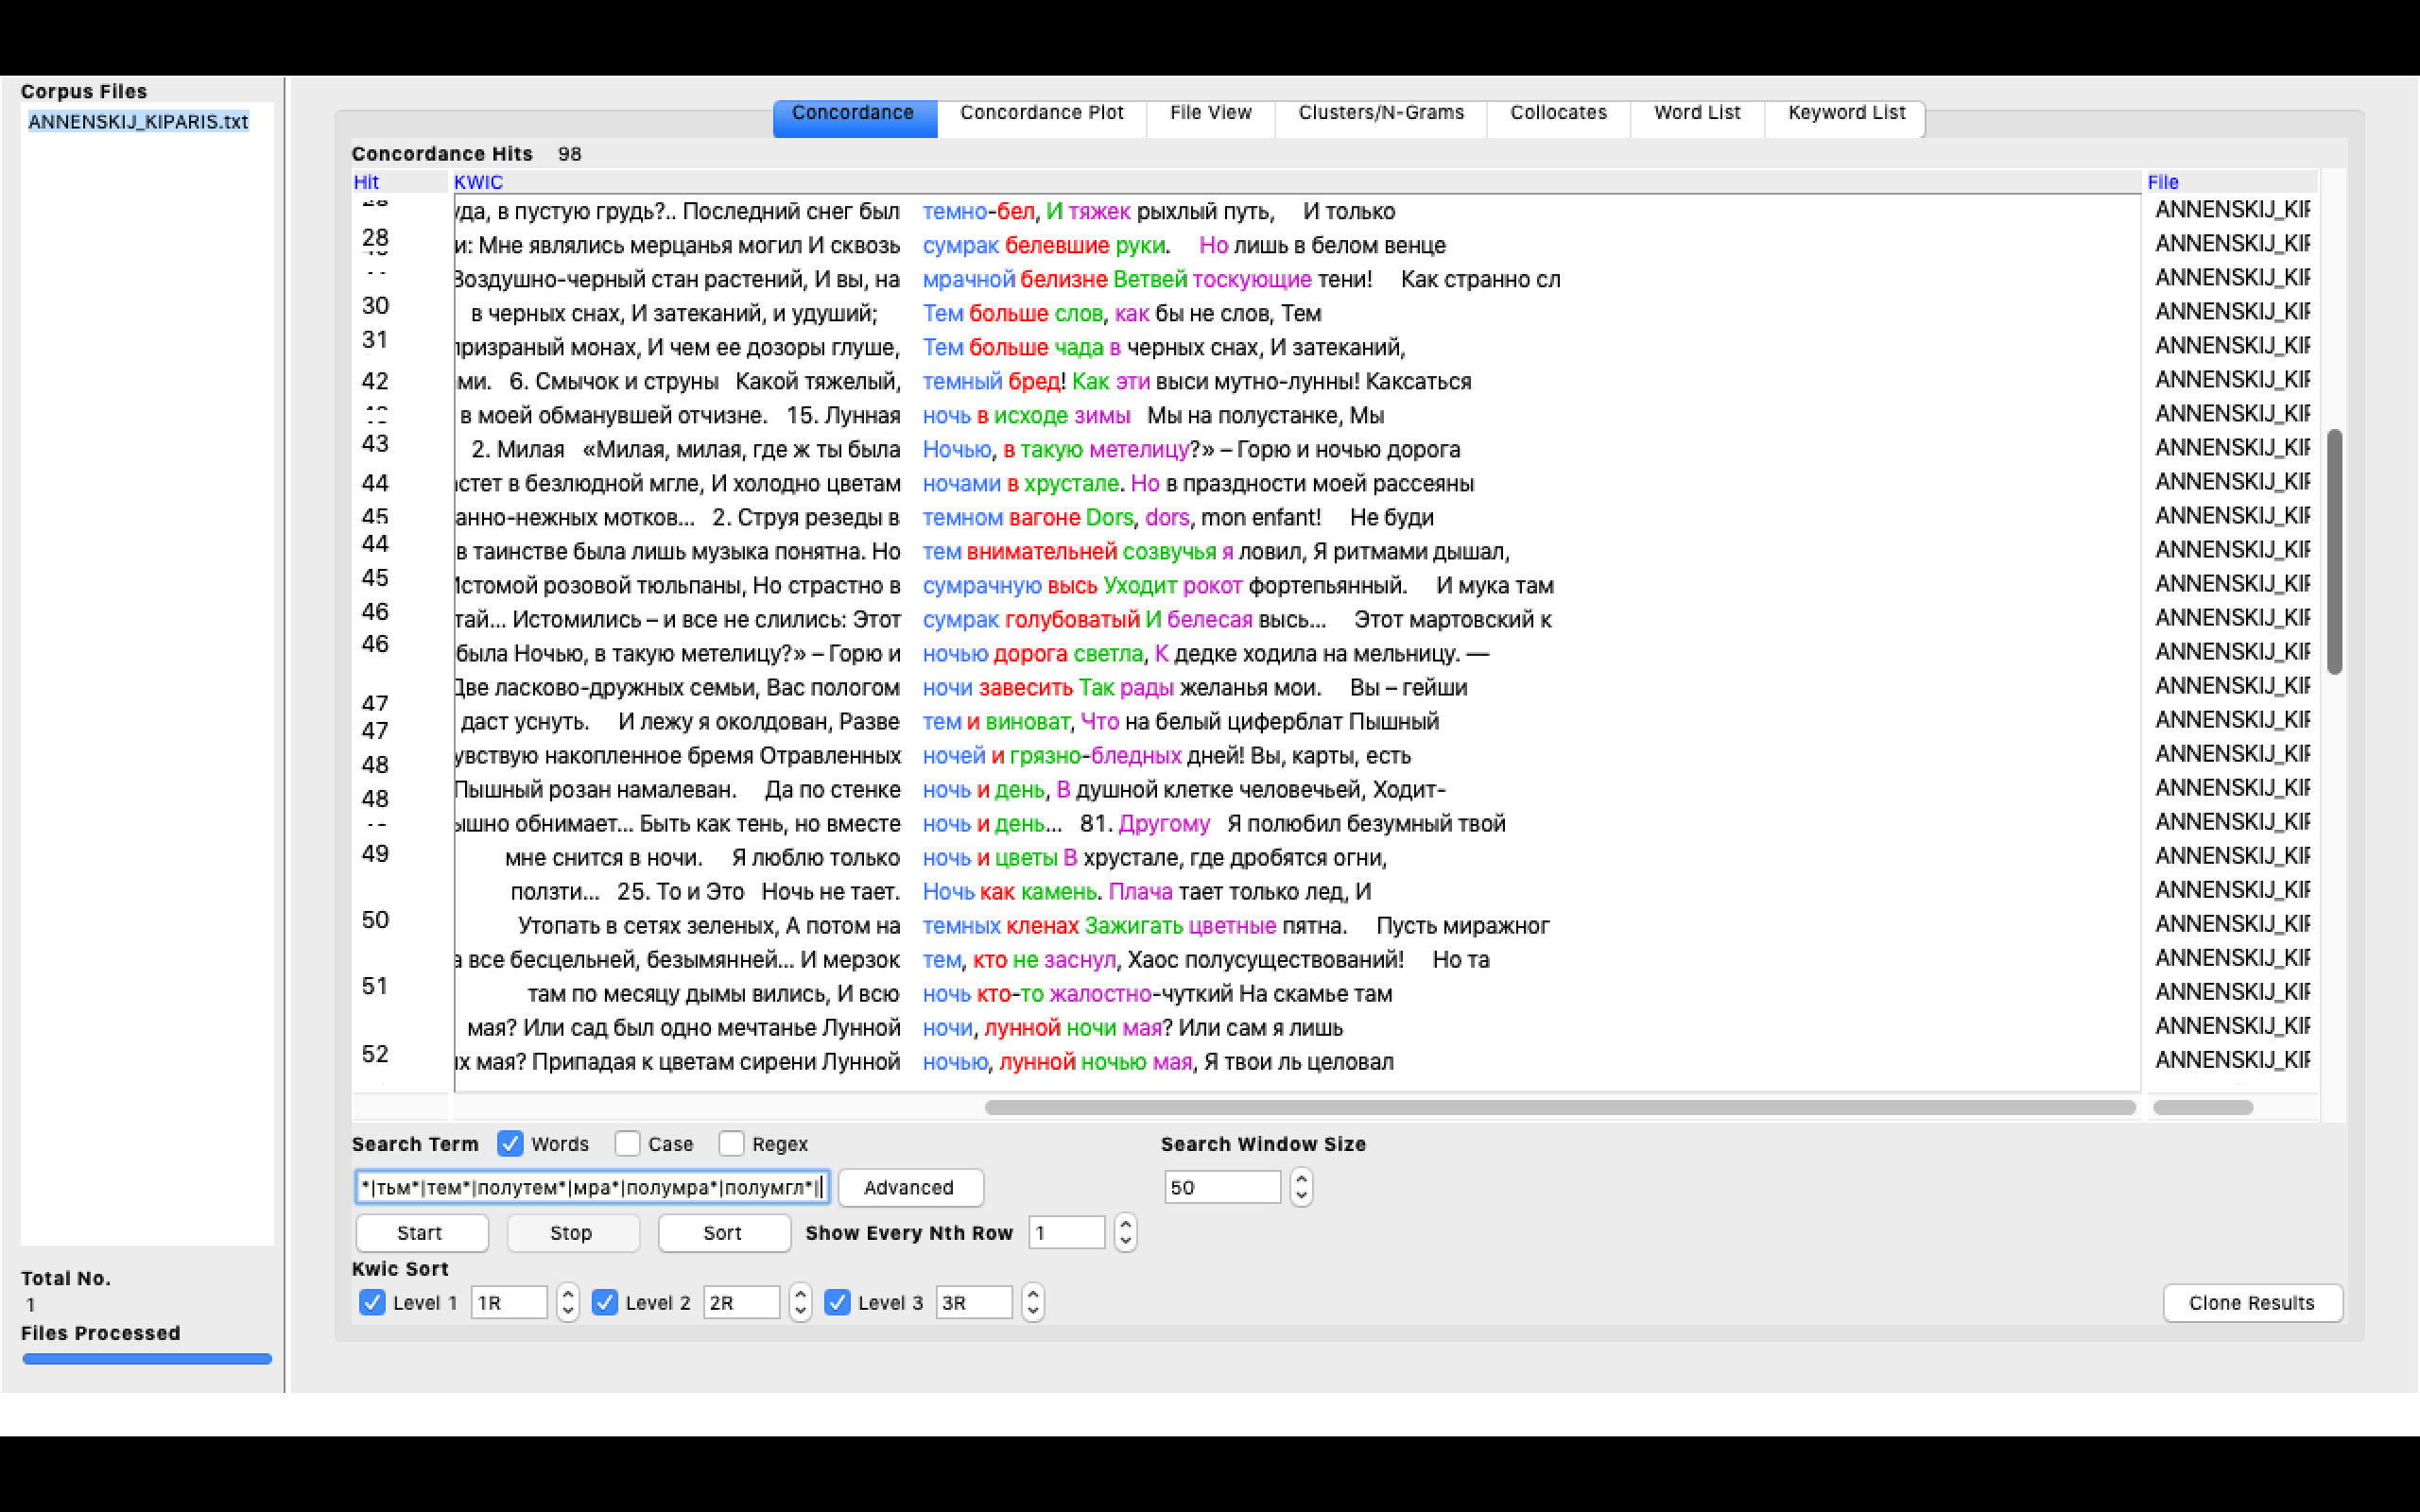 Corpus Files
ANNENSKIJ_KIPARIS.txt
Concordance Concordance Plot File View Clusters/N-Grams Collocates Word List Keyword List
Concordance Hits 98
Hit KWIC File
уда, в пустую грудь?.. Последний снег был темно-бел, И тяжек рыхлый путь, И только ANNENSKIJ_KIF
28 и: Мне являлись мерцанья могил И сквозь сумрак белевшие руки. Но лишь в белом венце ANNENSKIJ_KIF
Воздушно-черный стан растений, И вы, на мрачной белизне Ветвей тоскующие тени! Как странно сл ANNENSKIJ_KIF
30 в черных снах, И затеканий, и удуший; Тем больше слов, как бы не слов, Тем ANNENSKIJ_KIF
31 призраный монах, И чем ее дозоры глуше, Тем больше чада в черных снах, И затеканий, ANNENSKIJ_KIF
42 ми. 6. Смычок и струны Какой тяжелый, темный бред! Как эти выси мутно-лунны! Каксаться ANNENSKIJ_KIF
в моей обманувшей отчизне. 15. Лунная ночь в исходе зимы Мы на полустанке, Мы ANNENSKIJ_KIF
43 2. Милая «Милая, милая, где ж ты была Ночью, в такую метелицу?» – Горю и ночью дорога ANNENSKIJ_KIF
44 стет в безлюдной мгле, И холодно цветам ночами в хрустале. Но в праздности моей рассеяны ANNENSKIJ_KIF
45 анно-нежных мотков... 2. Струя резеды в темном вагоне Dors, dors, mon enfant! Не буди ANNENSKIJ_KIF
44 в таинстве была лишь музыка понятна. Но тем внимательней созвучья я ловил, Я ритмами дышал, ANNENSKIJ_KIF
45 Истомой розовой тюльпаны, Но страстно в сумрачную высь Уходит рокот фортепьянный. И мука там ANNENSKIJ_KIF
46 тай... Истомились – и все не слились: Этот сумрак голубоватый И белесая высь... Этот мартовский к ANNENSKIJ_KIF
46 была Ночью, в такую метелицу?» – Горю и ночью дорога светла, К дедке ходила на мельницу. — ANNENSKIJ_KIF
47 Две ласково-дружных семьи, Вас пологом ночи завесить Так рады желанья мои. Вы – гейши ANNENSKIJ_KIF
47 даст уснуть. И лежу я околдован, Разве тем и виноват, Что на белый циферблат Пышный ANNENSKIJ_KIF
48 увствую накопленное бремя Отравленных ночей и грязно-бледных дней! Вы, карты, есть ANNENSKIJ_KIF
48 Пышный розан намалеван. Да по стенке ночь и день, В душной клетке человечьей, Ходит- ANNENSKIJ_KIF
ышно обнимает... Быть как тень, но вместе ночь и день... 81. Другому Я полюбил безумный твой ANNENSKIJ_KIF
49 мне снится в ночи. Я люблю только ночь и цветы В хрустале, где дробятся огни, ANNENSKIJ_KIF
ползти... 25. То и Это Ночь не тает. Ночь как камень. Плача тает только лед, И ANNENSKIJ_KIF
50 Утопать в сетях зеленых, А потом на темных кленах Зажигать цветные пятна. Пусть миражног ANNENSKIJ_KIF
а все бесцельней, безымянней... И мерзок тем, кто не заснул, Хаос полусуществований! Но та ANNENSKIJ_KIF
51 там по месяцу дымы вились, И всю ночь кто-то жалостно-чуткий На скамье там ANNENSKIJ_KIF
мая? Или сад был одно мечтанье Лунной ночи, лунной ночи мая? Или сам я лишь ANNENSKIJ_KIF
52 іх мая? Припадая к цветам сирени Лунной ночью, лунной ночью мая, Я твои ль целовал ANNENSKIJ_KIF
Search Term Words Case Regex Search Window Size
*|тьм*|тем*|полутем*|мра*|полумра*|полумгл*| Advanced 50
Start Stop Sort Show Every Nth Row 1
Kwic Sort
Level 1 1R Level 2 2R Level 3 3R Clone Results
Total No.
1
Files Processed